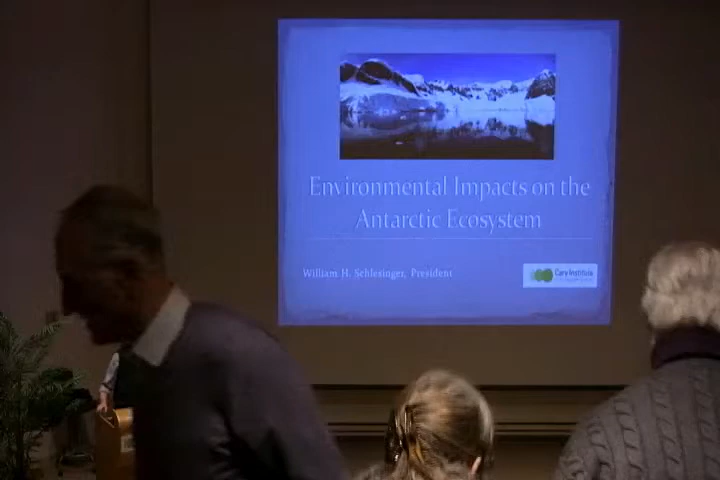 Environmental Impacts on the
Antarctic Ecosystem
William H. Schlesinger, President
Cary Institute